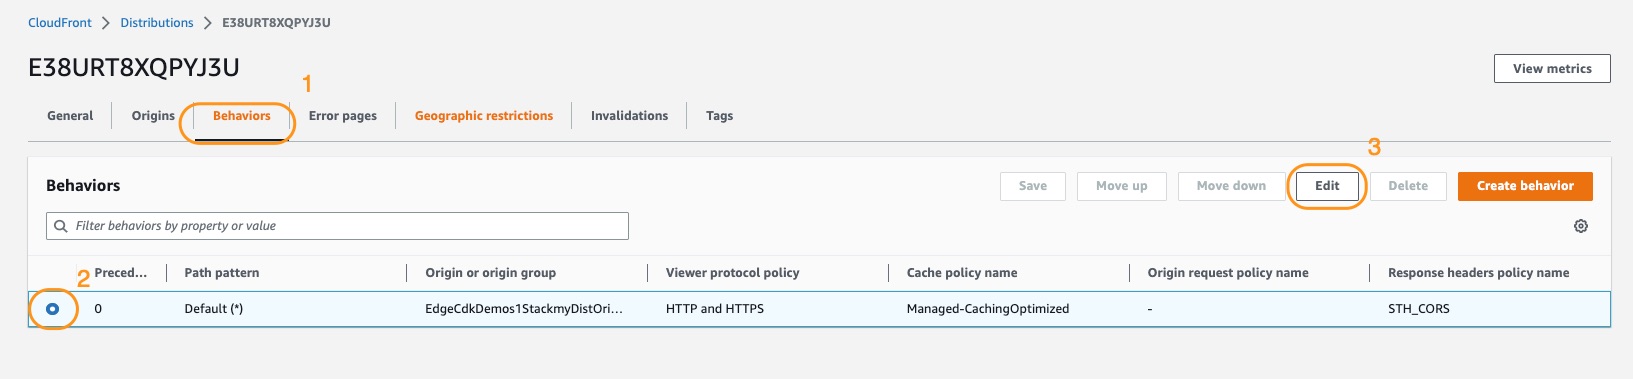 CloudFront > Distributions > E38URT8XQPYJ3U
E38URT8XQPYJ3U
View metrics
1
General Origins Behaviors Error pages Geographic restrictions Invalidations Tags
3
Behaviors
Save Move up Move down Edit Delete Create behavior
Filter behaviors by property or value
2
Preced... Path pattern Origin or origin group Viewer protocol policy Cache policy name Origin request policy name Response headers policy name
0 Default (*) EdgeCdkDemos1StackmyDistOri... HTTP and HTTPS Managed-CachingOptimized - STH_CORS